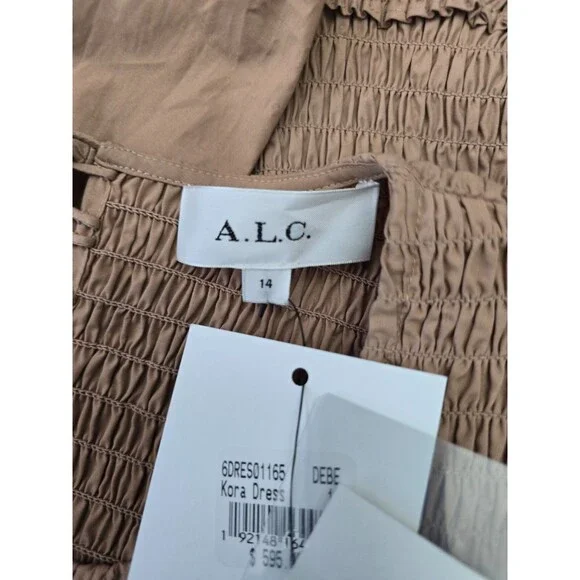 A.L.C.
14
6DRES01165 DEBE
Kora Dress
$ 595